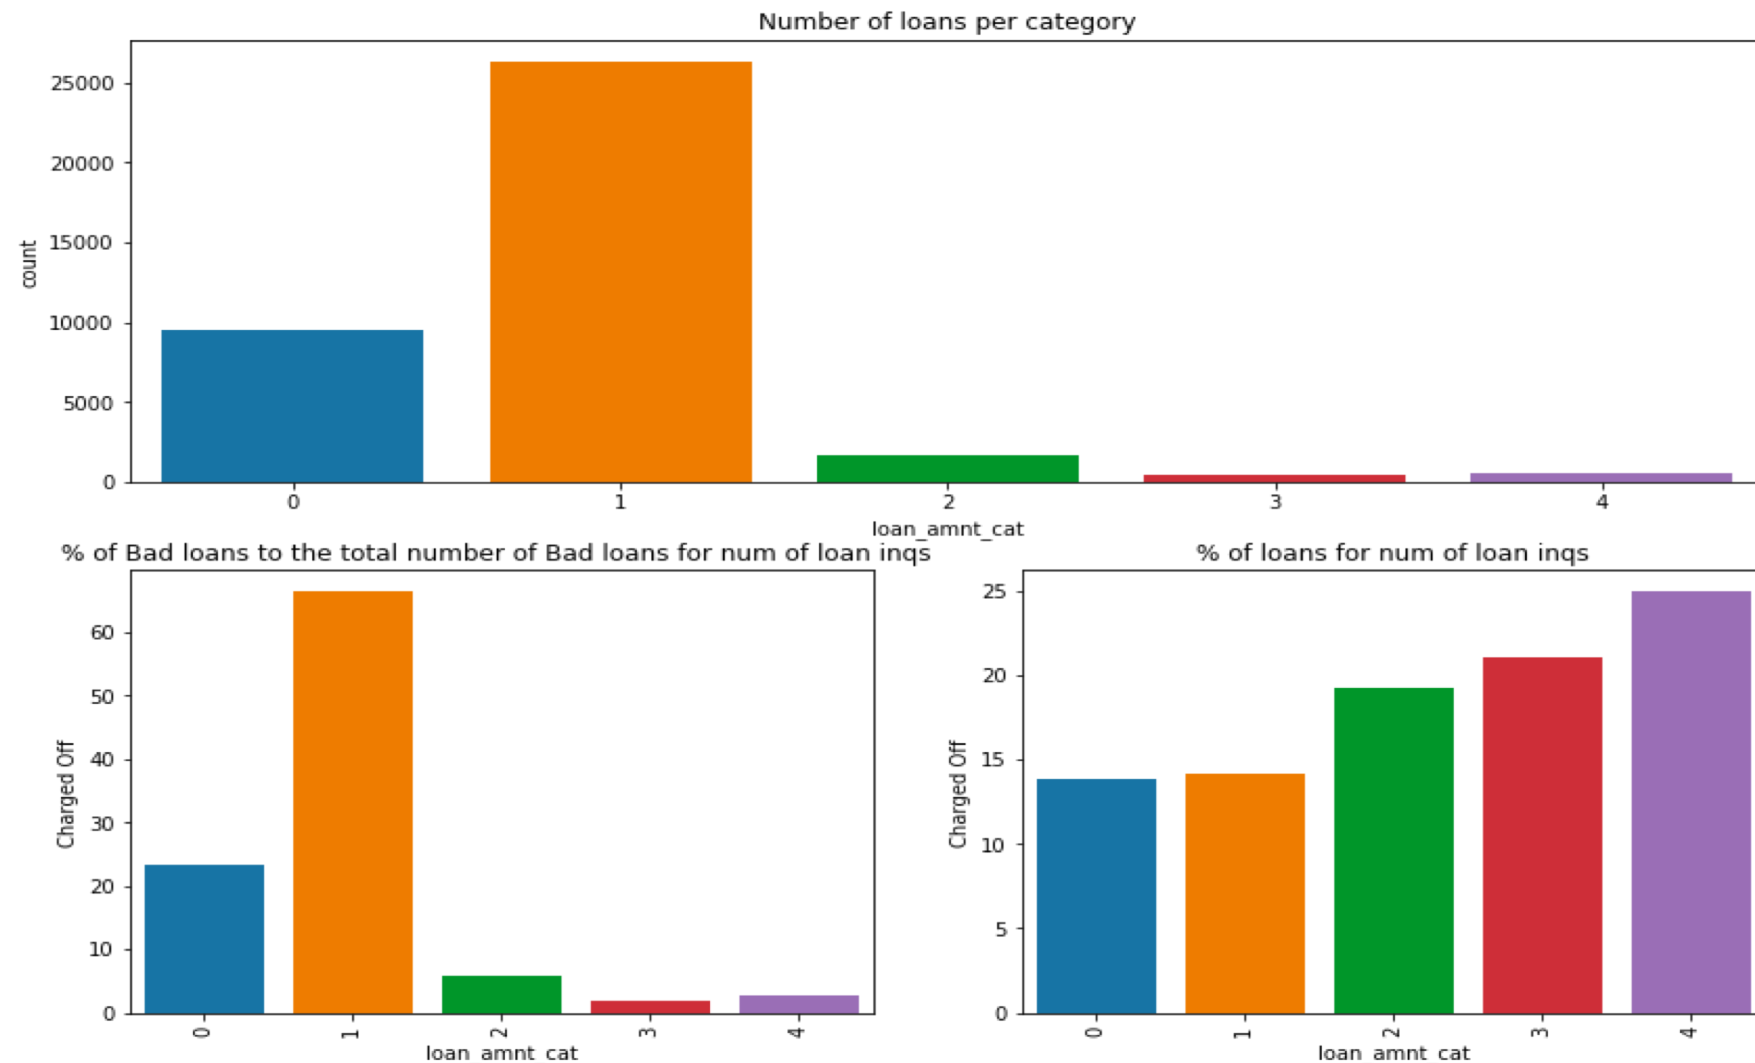 Number of loans per category
count
25000
20000
15000
10000
5000
0
0 1 2 3 4
loan_amnt_cat
% of Bad loans to the total number of Bad loans for num of loan inqs
Charged Off
60
50
40
30
20
10
0
0 1 2 3 4
loan_amnt_cat
% of loans for num of loan inqs
Charged Off
25
20
15
10
5
0
0 1 2 3 4
loan_amnt_cat